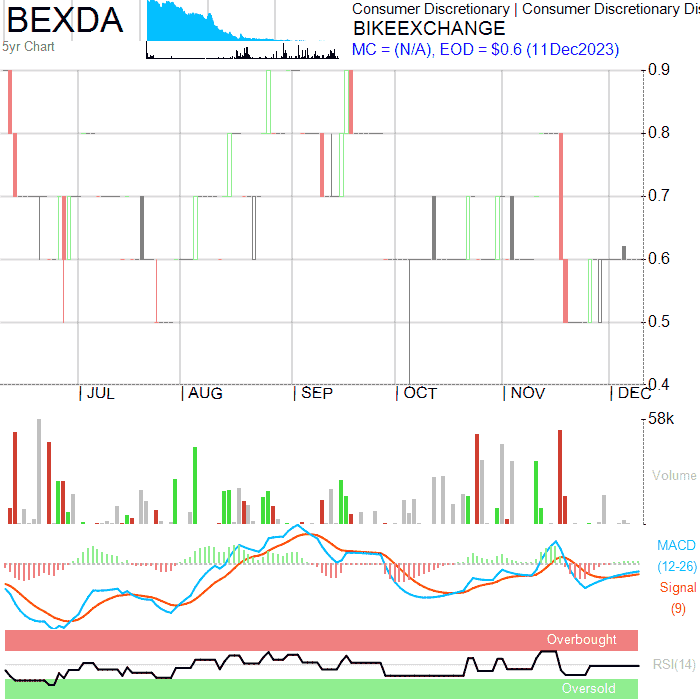 BEXDA
5yr Chart
Consumer Discretionary | Consumer Discretionary Dis
BIKEEXCHANGE
MC = (N/A), EOD = $0.6 (11Dec2023)
0.9
0.8
0.7
0.6
0.5
0.4
| JUL | AUG | SEP | OCT | NOV | DEC
58k
Volume
MACD
(12-26)
Signal
(9)
Overbought
RSI(14)
Oversold